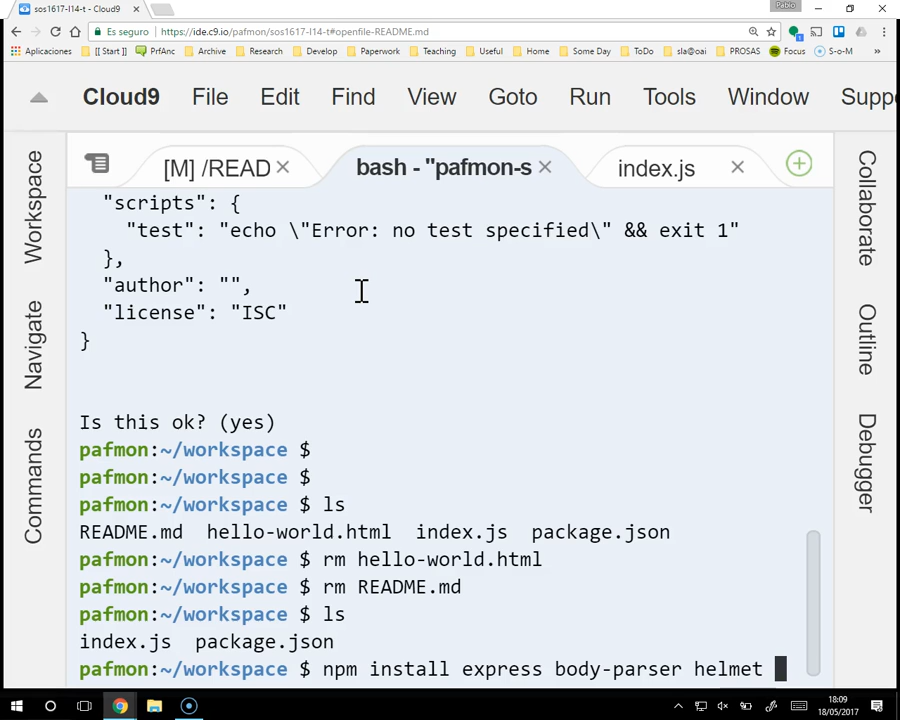 Pablo
sos1617-l14-t - Cloud9
Es seguro https://ide.c9.io/pafmon/sos1617-l14-t#openfile-README.md
Aplicaciones [[ Start ]] PrfAnc Archive Research Develop Paperwork Teaching Useful Home Some Day ToDo sla@oai PROSAS Focus S-o-M »
Cloud9 File Edit Find View Goto Run Tools Window Suppo
[M] /READ bash - "pafmon-s index.js
Workspace
Navigate
Commands
"scripts": {
"test": "echo \"Error: no test specified\" && exit 1"
},
"author": "",
"license": "ISC"
}
Is this ok? (yes)
pafmon:~/workspace $
pafmon:~/workspace $
pafmon:~/workspace $ ls
README.md hello-world.html index.js package.json
pafmon:~/workspace $ rm hello-world.html
pafmon:~/workspace $ rm README.md
pafmon:~/workspace $ ls
index.js package.json
pafmon:~/workspace $ npm install express body-parser helmet
Collaborate
Outline
Debugger
18:09
18/05/2017